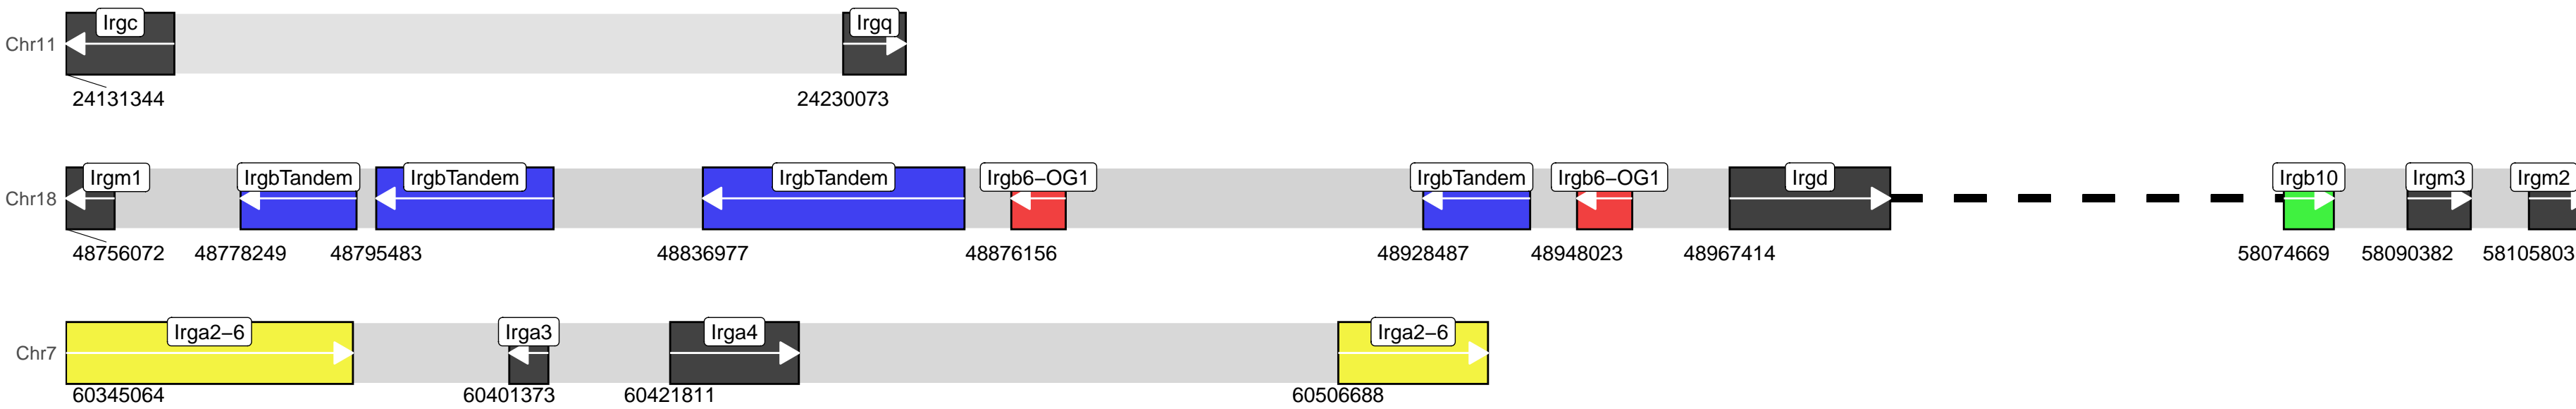 Irgc Irgq
Chr11
24131344 24230073
Irgm1 IrgbTandem IrgbTandem IrgbTandem Irgb6−OG1 IrgbTandem Irgb6−OG1 Irgd Irgb10 Irgm3 Irgm2
Chr18
48756072 48778249 48795483 48836977 48876156 48928487 48948023 48967414 58074669 58090382 58105803
Irga2−6 Irga3 Irga4 Irga2−6
Chr7
60345064 60401373 60421811 60506688